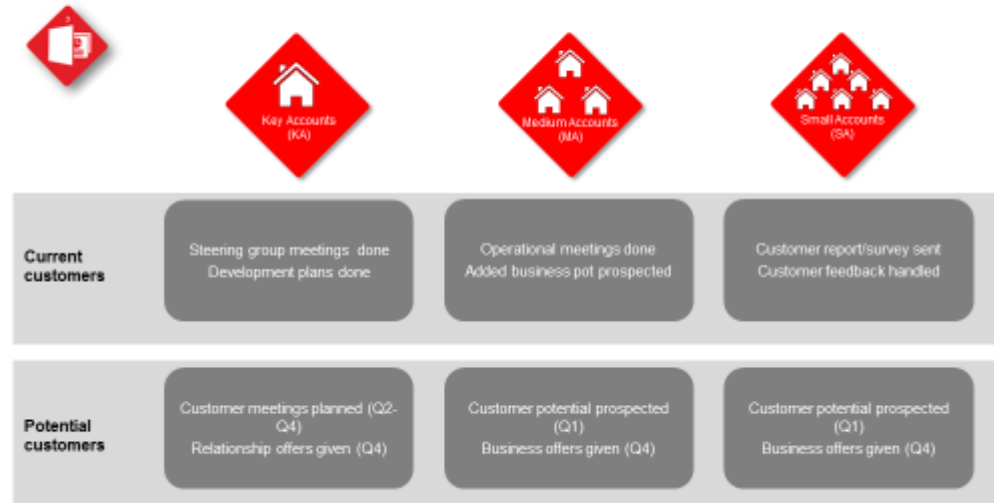 Key Accounts
(KA)
Medium Accounts
(MA)
Small Accounts
(SA)
Current
customers
Steering group meetings done
Development plans done
Operational meetings done
Added business pot prospected
Customer report/survey sent
Customer feedback handled
Potential
customers
Customer meetings planned (Q2-
Q4)
Relationship offers given (Q4)
Customer potential prospected
(Q1)
Business offers given (Q4)
Customer potential prospected
(Q1)
Business offers given (Q4)